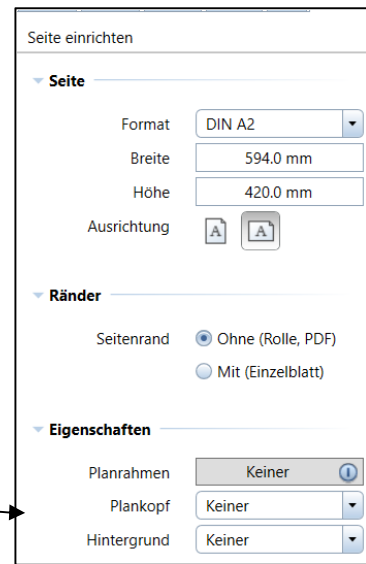 Seite einrichten
Seite
Format DIN A2
Breite 594.0 mm
Höhe 420.0 mm
Ausrichtung A A
Ränder
Seitenrand Ohne (Rolle, PDF)
Mit (Einzelblatt)
Eigenschaften
Planrahmen Keiner
Plankopf Keiner
Hintergrund Keiner